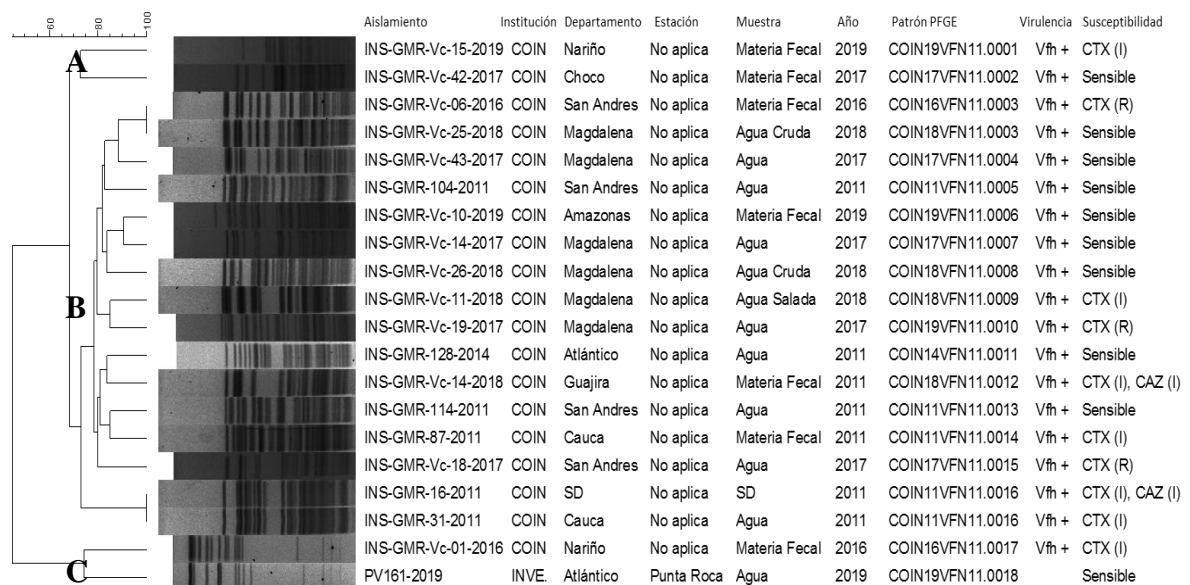 60 80 100
Aislamiento Institución Departamento Estación Muestra Año Patrón PFGE Virulencia Susceptibilidad
A
INS-GMR-Vc-15-2019 COIN Nariño No aplica Materia Fecal 2019 COIN19VFN11.0001 Vfh + CTX (I)
INS-GMR-Vc-42-2017 COIN Choco No aplica Materia Fecal 2017 COIN17VFN11.0002 Vfh + Sensible
INS-GMR-Vc-06-2016 COIN San Andres No aplica Materia Fecal 2016 COIN16VFN11.0003 Vfh + CTX (R)
INS-GMR-Vc-25-2018 COIN Magdalena No aplica Agua Cruda 2018 COIN18VFN11.0003 Vfh + Sensible
INS-GMR-Vc-43-2017 COIN Magdalena No aplica Agua 2017 COIN17VFN11.0004 Vfh + Sensible
INS-GMR-104-2011 COIN San Andres No aplica Agua 2011 COIN11VFN11.0005 Vfh + Sensible
INS-GMR-Vc-10-2019 COIN Amazonas No aplica Materia Fecal 2019 COIN19VFN11.0006 Vfh + Sensible
INS-GMR-Vc-14-2017 COIN Magdalena No aplica Agua 2017 COIN17VFN11.0007 Vfh + Sensible
INS-GMR-Vc-26-2018 COIN Magdalena No aplica Agua Cruda 2018 COIN18VFN11.0008 Vfh + Sensible
B
INS-GMR-Vc-11-2018 COIN Magdalena No aplica Agua Salada 2018 COIN18VFN11.0009 Vfh + CTX (I)
INS-GMR-Vc-19-2017 COIN Magdalena No aplica Agua 2017 COIN19VFN11.0010 Vfh + CTX (R)
INS-GMR-128-2014 COIN Atlántico No aplica Agua 2011 COIN14VFN11.0011 Vfh + Sensible
INS-GMR-Vc-14-2018 COIN Guajira No aplica Materia Fecal 2011 COIN18VFN11.0012 Vfh + CTX (I), CAZ (I)
INS-GMR-114-2011 COIN San Andres No aplica Agua 2011 COIN11VFN11.0013 Vfh + Sensible
INS-GMR-87-2011 COIN Cauca No aplica Materia Fecal 2011 COIN11VFN11.0014 Vfh + CTX (I)
INS-GMR-Vc-18-2017 COIN San Andres No aplica Agua 2017 COIN17VFN11.0015 Vfh + CTX (R)
INS-GMR-16-2011 COIN SD No aplica SD 2011 COIN11VFN11.0016 Vfh + CTX (I), CAZ (I)
INS-GMR-31-2011 COIN Cauca No aplica Agua 2011 COIN11VFN11.0016 Vfh + CTX (I)
INS-GMR-Vc-01-2016 COIN Nariño No aplica Materia Fecal 2016 COIN16VFN11.0017 Vfh + CTX (I)
C
PV161-2019 INVE. Atlántico Punta Roca Agua 2019 COIN19VFN11.0018 Sensible